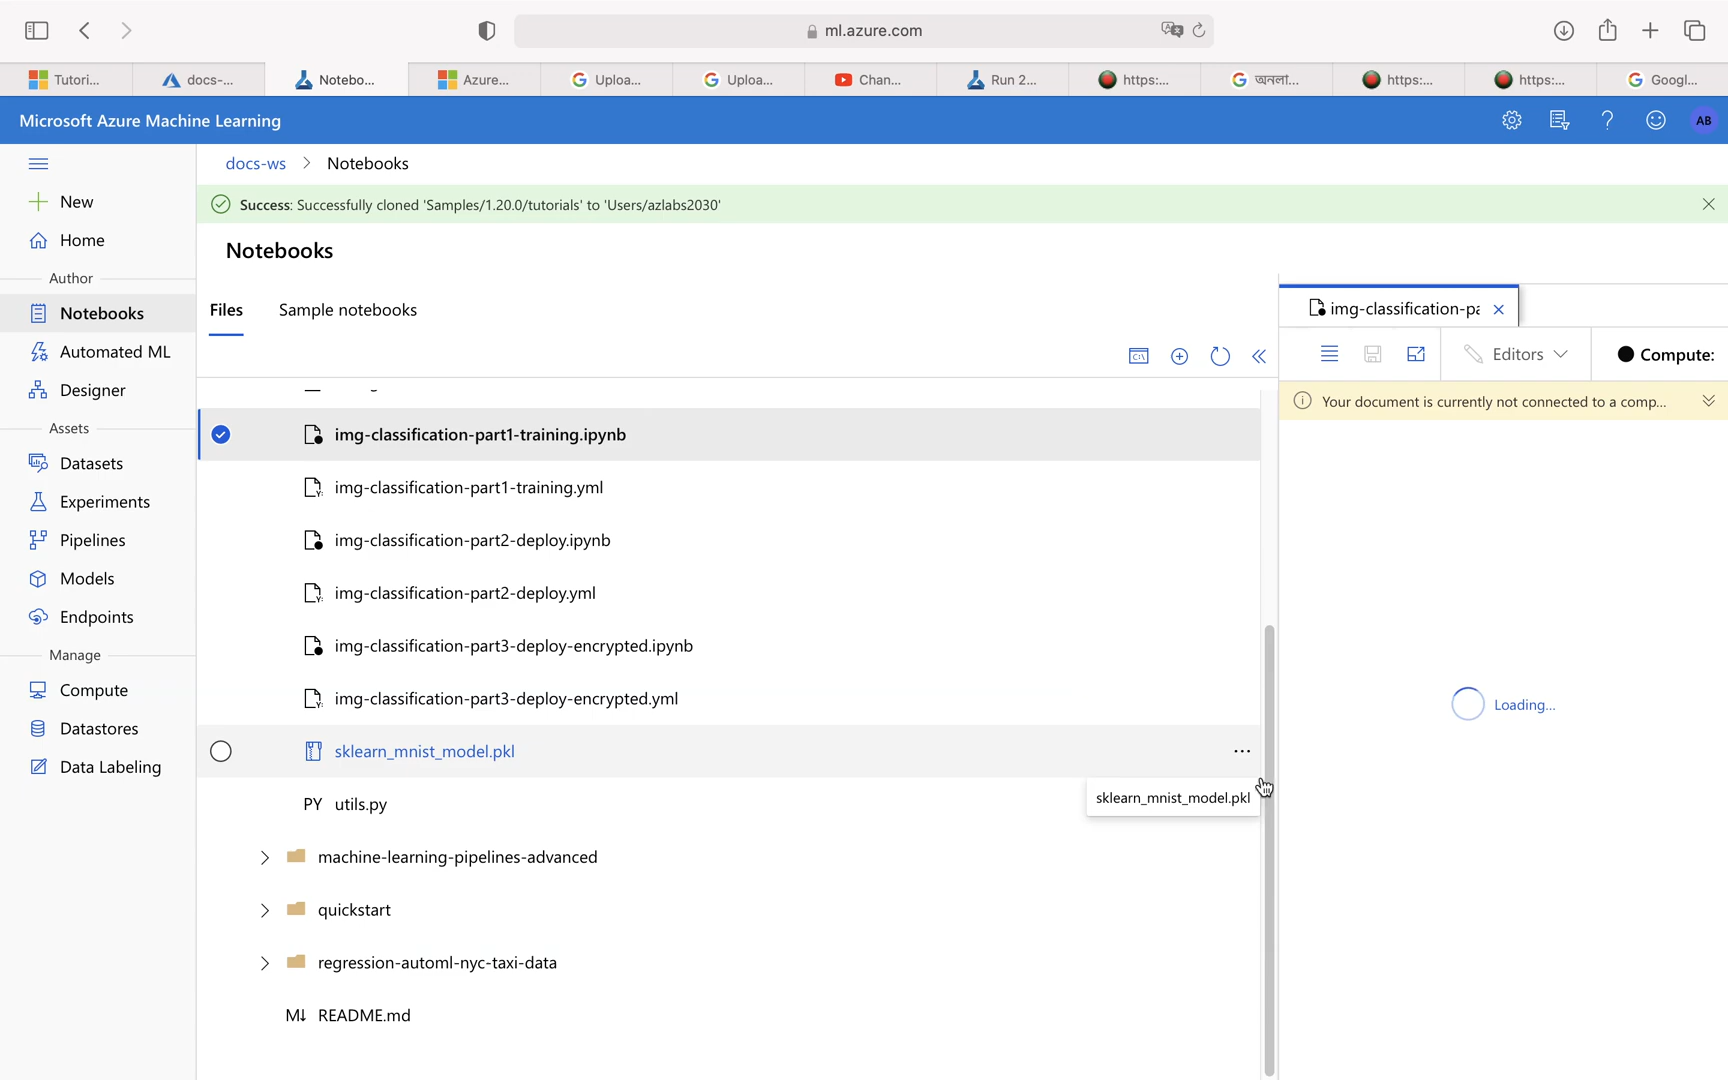 ml.azure.com
Tutori...
docs-...
Notebo...
Azure...
Uploa...
Uploa...
Chan...
Run 2...
https:...
অনলা...
https:...
https:...
Googl...
Microsoft Azure Machine Learning
AB
docs-ws > Notebooks
New
Success: Successfully cloned 'Samples/1.20.0/tutorials' to 'Users/azlabs2030'
Home
Notebooks
Author
Notebooks
Files
Sample notebooks
img-classification-pa
Automated ML
Editors
Compute:
Designer
Your document is currently not connected to a comp...
Assets
img-classification-part1-training.ipynb
Datasets
img-classification-part1-training.yml
Experiments
Pipelines
img-classification-part2-deploy.ipynb
Models
img-classification-part2-deploy.yml
Endpoints
img-classification-part3-deploy-encrypted.ipynb
Manage
Compute
img-classification-part3-deploy-encrypted.yml
Loading...
Datastores
sklearn_mnist_model.pkl
Data Labeling
sklearn_mnist_model.pkl
PY utils.py
machine-learning-pipelines-advanced
quickstart
regression-automl-nyc-taxi-data
M↓ README.md